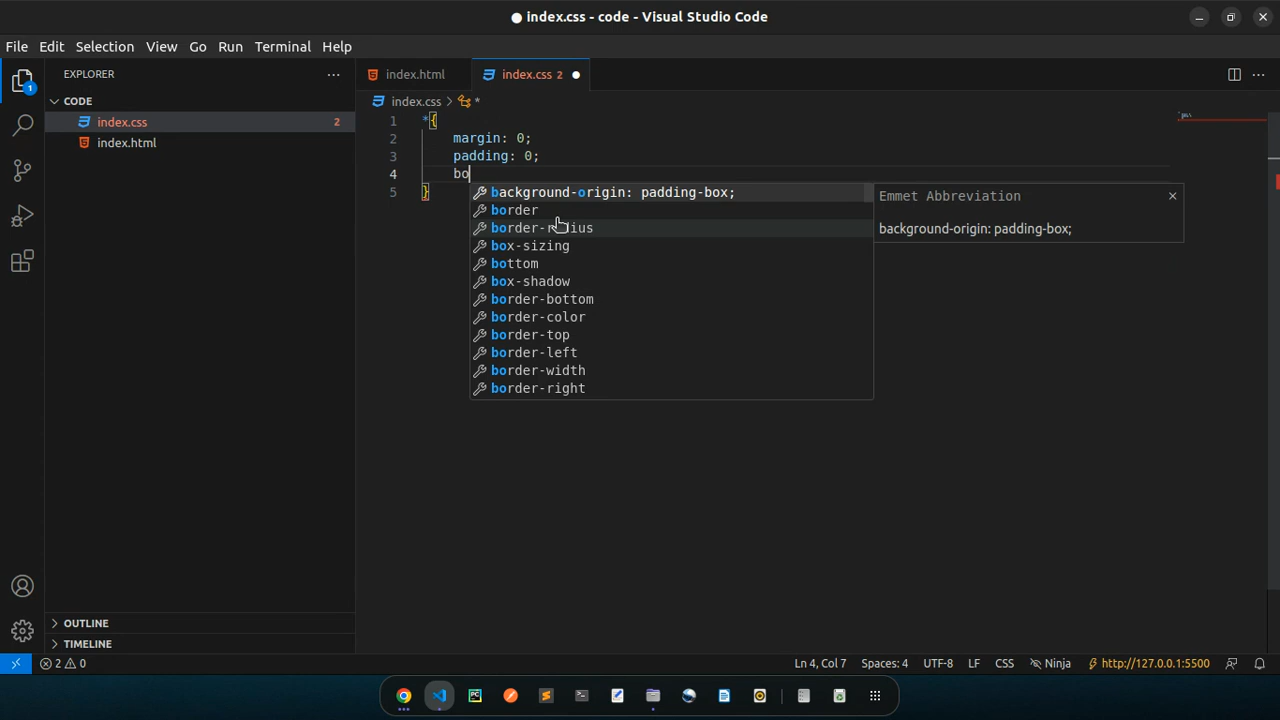 index.css - code - Visual Studio Code
File Edit Selection View Go Run Terminal Help
EXPLORER
index.html
index.css 2
CODE
index.css > *
index.css 2
index.html
1 *{
2 margin: 0;
3 padding: 0;
4 bo
5 }
background-origin: padding-box;
border
border-radius
box-sizing
bottom
box-shadow
border-bottom
border-color
border-top
border-left
border-width
border-right
Emmet Abbreviation
background-origin: padding-box;
1
OUTLINE
TIMELINE
2 0 Ln 4, Col 7 Spaces: 4 UTF-8 LF CSS Ninja http://127.0.0.1:5500
PC